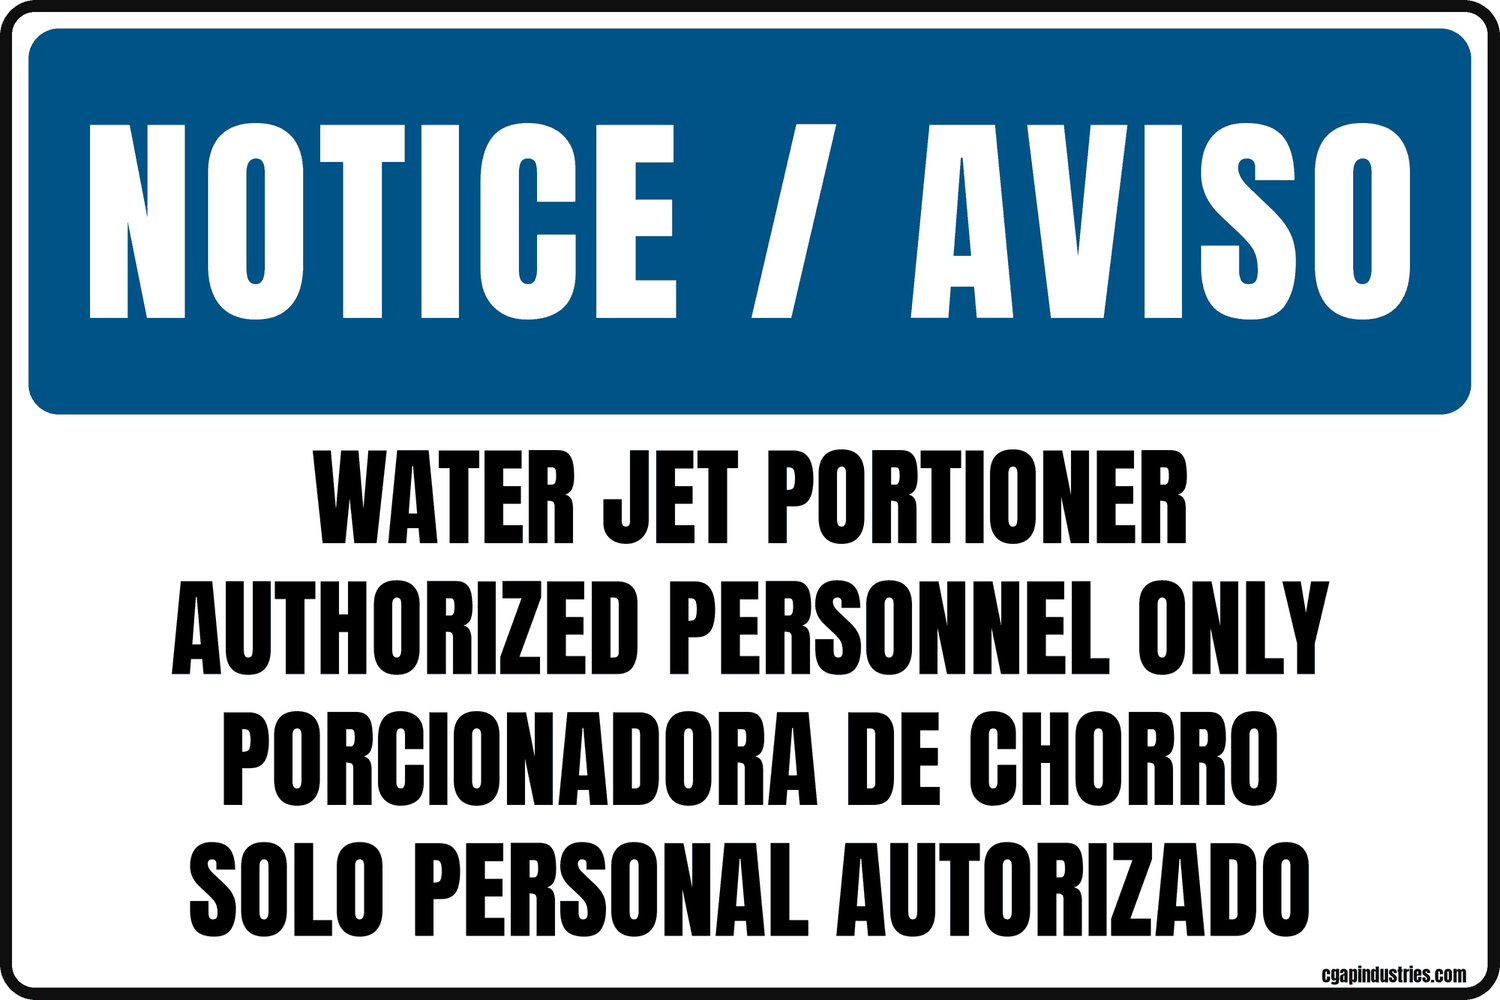 NOTICE / AVISO
WATER JET PORTIONER
AUTHORIZED PERSONNEL ONLY
PORCIONADORA DE CHORRO
SOLO PERSONAL AUTORIZADO
cgapindustries.com